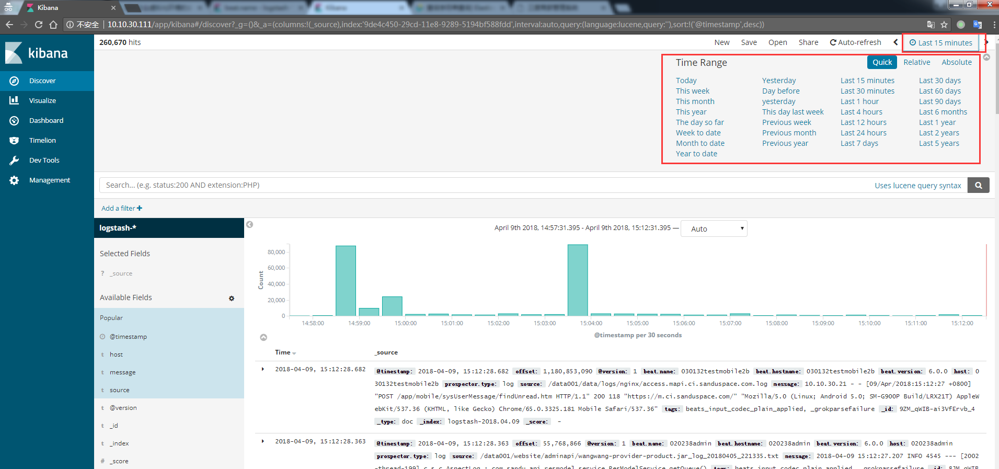 Kibana
beat.name - logstash
Kibana
不安全 | 10.10.30.111/app/kibana#/discover?_g=()&_a=(columns:!(_source),index:'9de4c450-29cd-11e8-9289-5194bf588fdd',interval:auto,query:(language:lucene,query:''),sort:!('@timestamp',desc))
kibana
Discover
Visualize
Dashboard
Timelion
Dev Tools
Management
260,670 hits
New Save Open Share Auto-refresh Last 15 minutes
Time Range
Quick Relative Absolute
Today Yesterday Last 15 minutes Last 30 days
This week Day before Last 30 minutes Last 60 days
This month yesterday Last 1 hour Last 90 days
This year This day last week Last 4 hours Last 6 months
The day so far Previous week Last 12 hours Last 1 year
Week to date Previous month Last 24 hours Last 2 years
Month to date Previous year Last 7 days Last 5 years
Year to date
Search... (e.g. status:200 AND extension:PHP) Uses lucene query syntax
Add a filter +
logstash-*
Selected Fields
? _source
Available Fields
Popular
@timestamp
t host
t message
t source
t @version
t _id
t _index
# _score
April 9th 2018, 14:57:31.395 - April 9th 2018, 15:12:31.395 — Auto
80,000
60,000
40,000
20,000
0
Count
14:58:00 14:59:00 15:00:00 15:01:00 15:02:00 15:03:00 15:04:00 15:05:00 15:06:00 15:07:00 15:08:00 15:09:00 15:10:00 15:11:00 15:12:00
@timestamp per 30 seconds
Time _source
2018-04-09, 15:12:28.682 @timestamp: 2018-04-09, 15:12:28.682 offset: 1,180,853,090 @version: 1 beat.name: 030132testmobile2b beat.hostname: 030132testmobile2b beat.version: 6.0.0 host: 0
30132testmobile2b prospector.type: log source: /data001/data/logs/nginx/access.mapi.ci.sanduspace.com.log message: 10.10.30.21 - - [09/Apr/2018:15:12:27 +0800]
"POST /app/mobile/sysUserMessage/findUnread.htm HTTP/1.1" 200 118 "https://m.ci.sanduspace.com/" "Mozilla/5.0 (Linux; Android 5.0; SM-G900P Build/LRX21T) AppleW
ebKit/537.36 (KHTML, like Gecko) Chrome/65.0.3325.181 Mobile Safari/537.36" tags: beats_input_codec_plain_applied, _grokparsefailure _id: 9ZM_qWIB-ai3VfErvb_4
_type: doc _index: logstash-2018.04.09 _score: -
2018-04-09, 15:12:28.363 @timestamp: 2018-04-09, 15:12:28.363 offset: 55,768,866 @version: 1 beat.name: 020238admin beat.hostname: 020238admin beat.version: 6.0.0 host: 020238admin
prospector.type: log source: /data001/website/adminapi/wangwang-provider-product.jar_log_20180405_221335.txt message: 2018-04-09 15:12:27.207 INFO 4545 --- [2002
-thread-199] c.s.c.AspectLog : com.sandu.api.resmodel.service.ResModelService.getQueue() tags: beats_input_codec_plain_applied, _grokparsefailure _id: